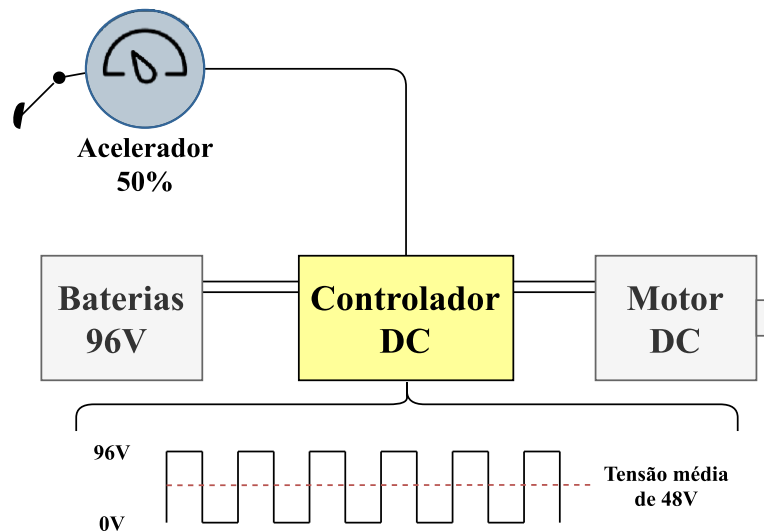 Acelerador
50%
Baterias
96V
Controlador
DC
Motor
DC
96V
Tensão média
de 48V
0V